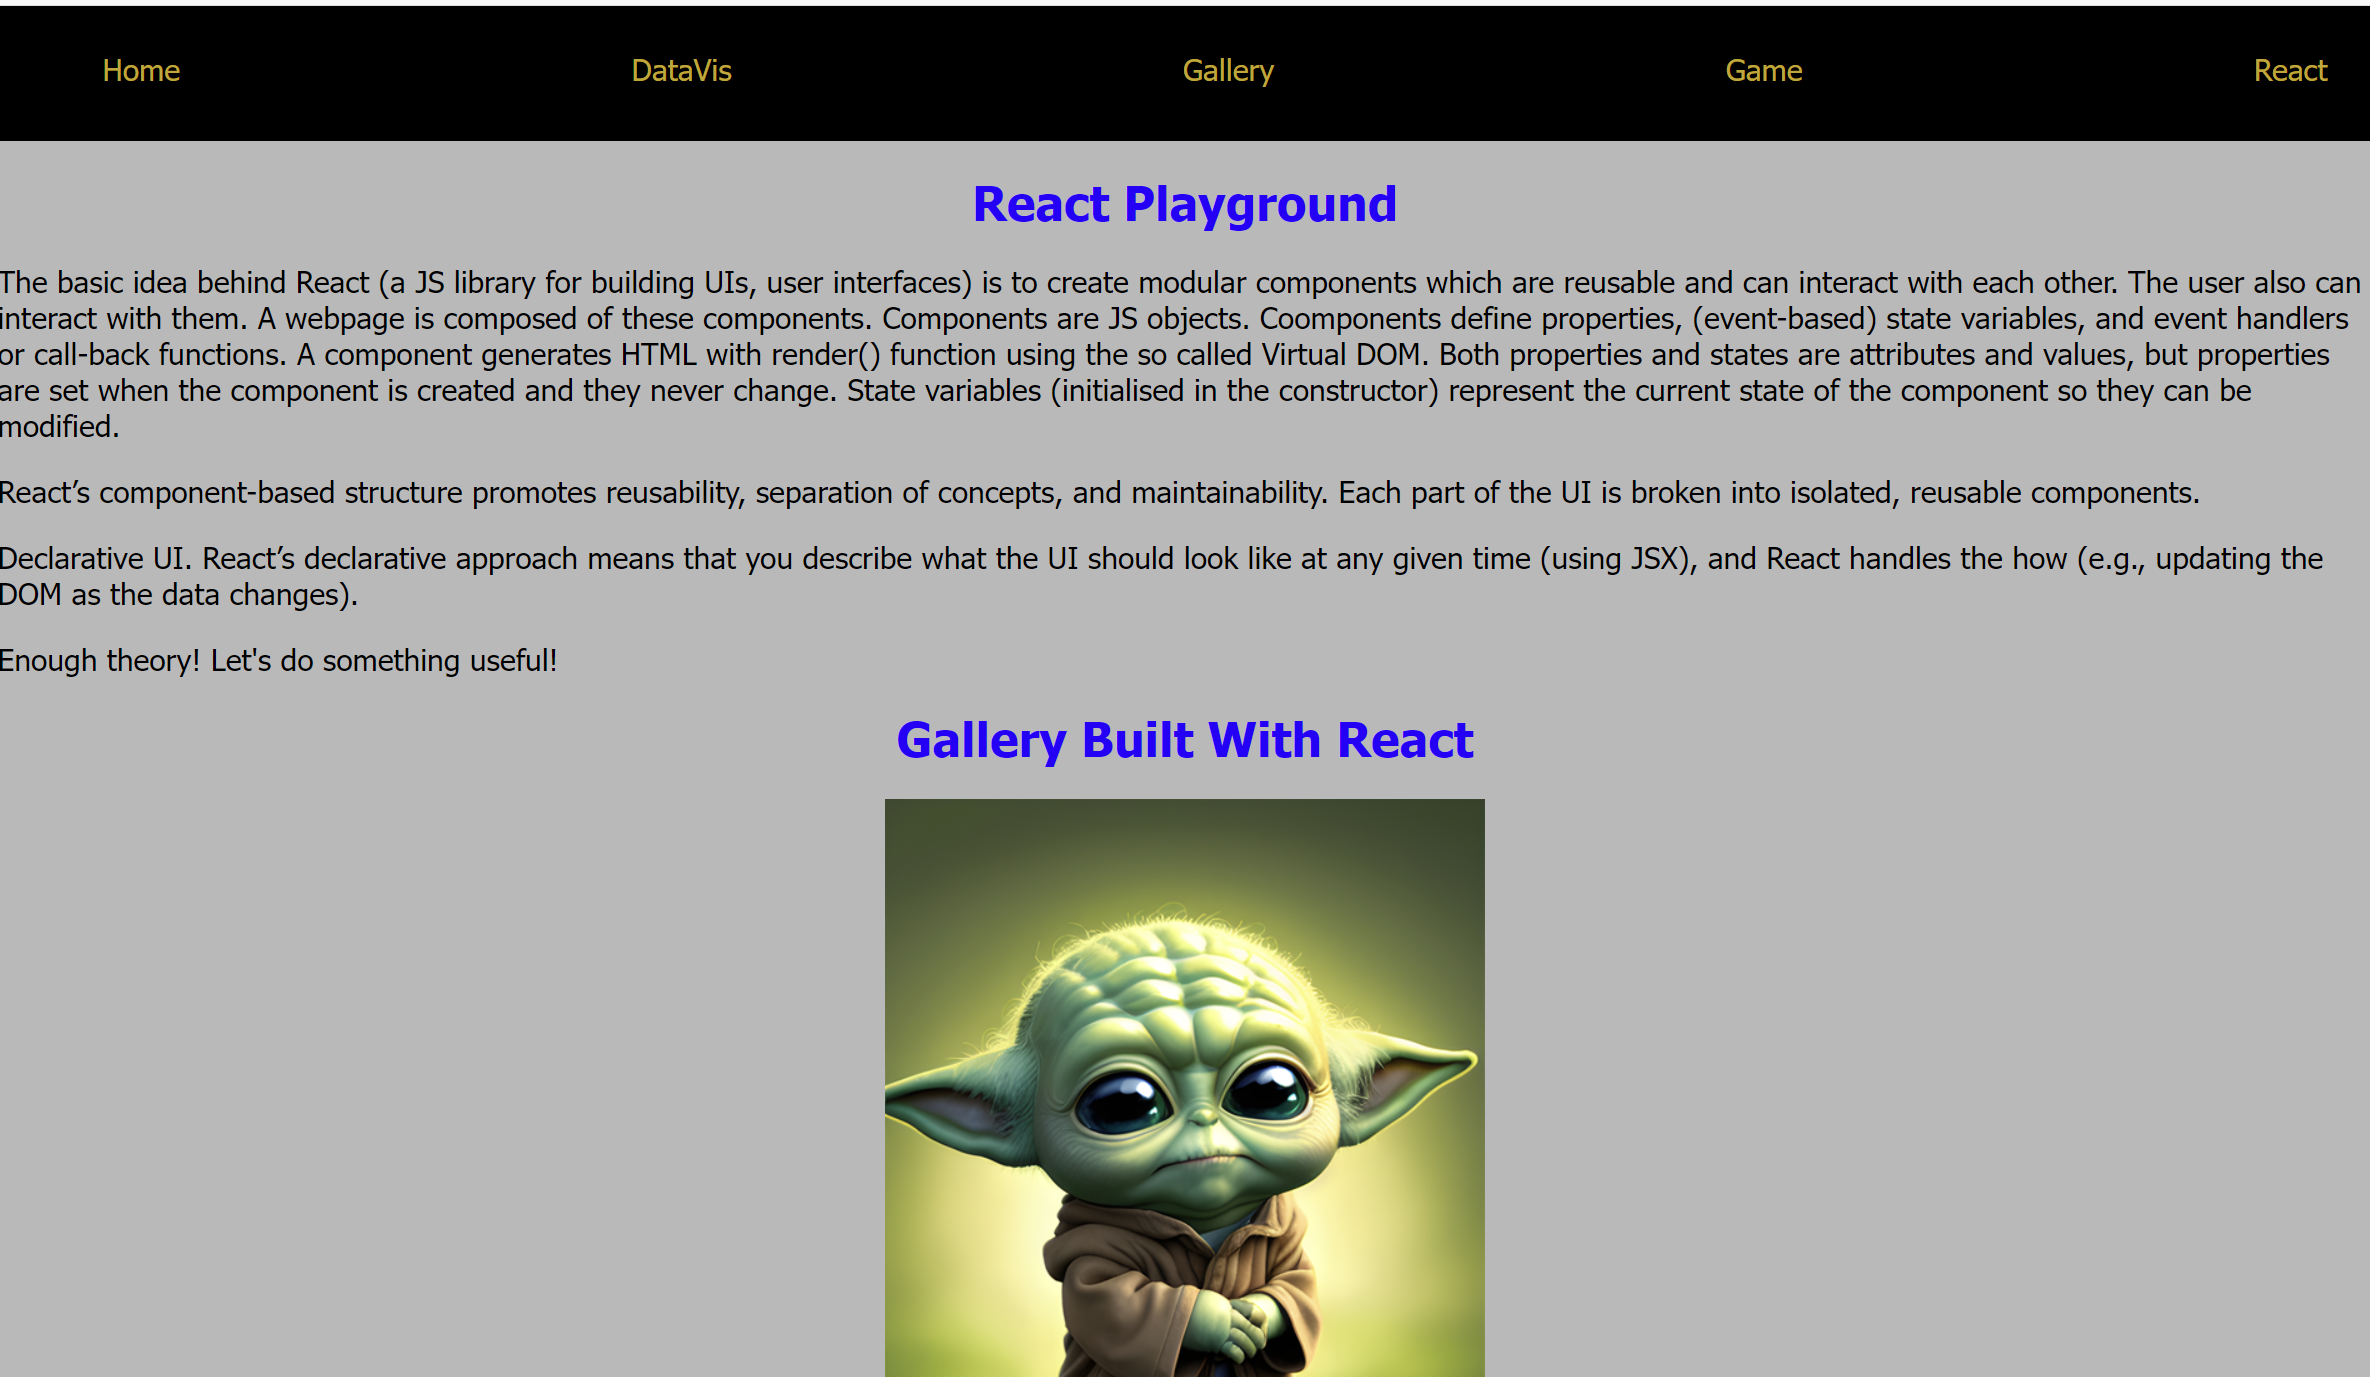 Home DataVis Gallery Game React
React Playground
The basic idea behind React (a JS library for building UIs, user interfaces) is to create modular components which are reusable and can interact with each other. The user also can
interact with them. A webpage is composed of these components. Components are JS objects. Coomponents define properties, (event-based) state variables, and event handlers
or call-back functions. A component generates HTML with render() function using the so called Virtual DOM. Both properties and states are attributes and values, but properties
are set when the component is created and they never change. State variables (initialised in the constructor) represent the current state of the component so they can be
modified.
React’s component-based structure promotes reusability, separation of concepts, and maintainability. Each part of the UI is broken into isolated, reusable components.
Declarative UI. React’s declarative approach means that you describe what the UI should look like at any given time (using JSX), and React handles the how (e.g., updating the
DOM as the data changes).
Enough theory! Let's do something useful!
Gallery Built With React